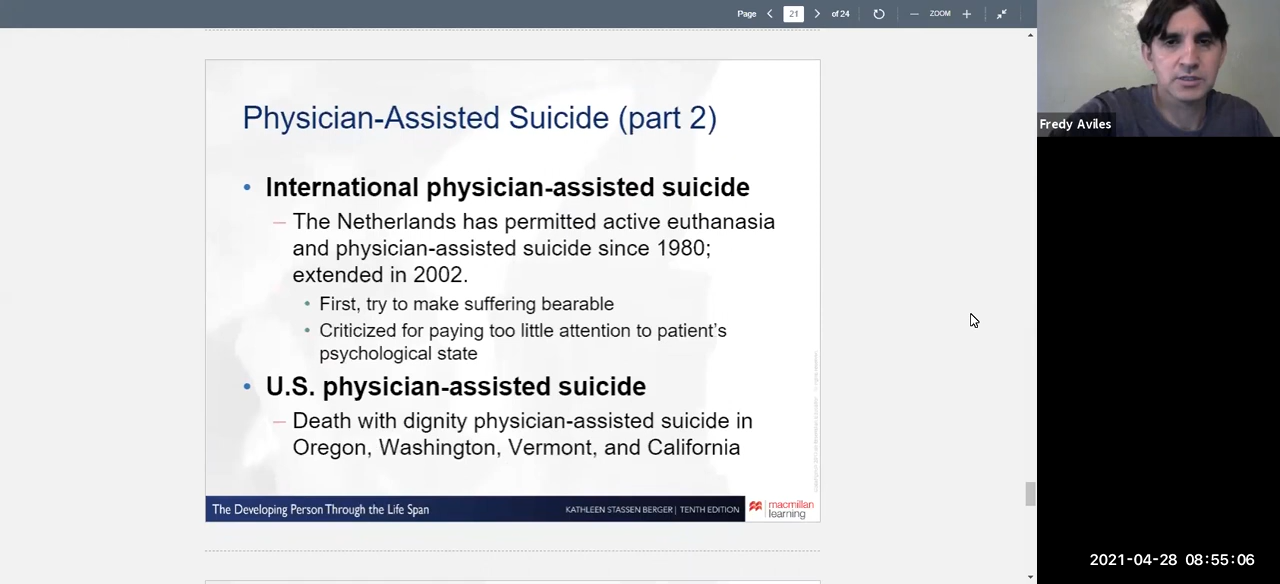 Page 21 of 24 ZOOM
Fredy Aviles
Physician-Assisted Suicide (part 2)
• International physician-assisted suicide
– The Netherlands has permitted active euthanasia
and physician-assisted suicide since 1980;
extended in 2002.
• First, try to make suffering bearable
• Criticized for paying too little attention to patient's
psychological state
• U.S. physician-assisted suicide
– Death with dignity physician-assisted suicide in
Oregon, Washington, Vermont, and California
The Developing Person Through the Life Span
KATHLEEN STASSEN BERGER | TENTH EDITION
macmillan
learning
2021-04-28 08:55:06